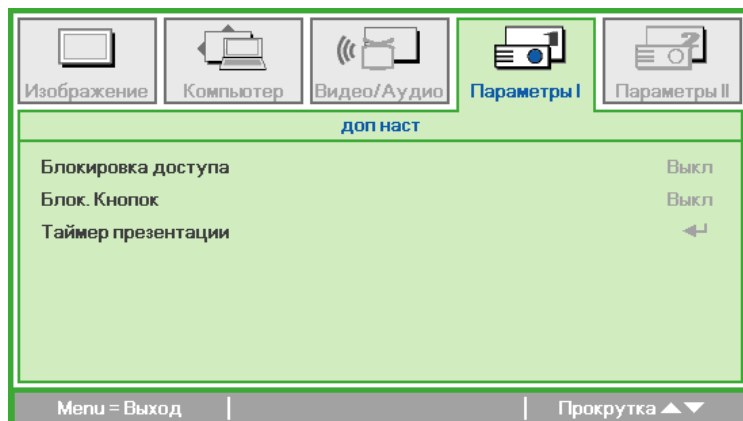 Изображение
Компьютер
Видео/Аудио
Параметры I
Параметры II
доп наст
Блокировка доступа Выкл
Блок. Кнопок Выкл
Таймер презентации
Menu = Выход Прокрутка ▲▼